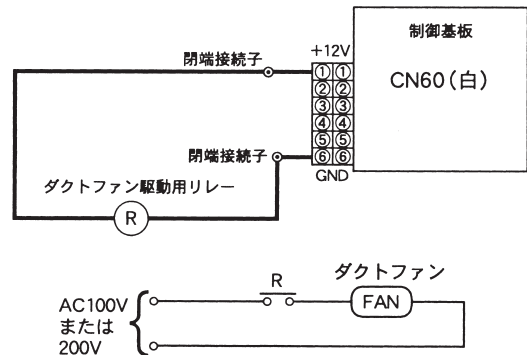 制御基板
+12V
CN60(白)
閉端接続子
①①
②②
③③
④④
⑤⑤
⑥⑥
閉端接続子
GND
ダクトファン駆動用リレー
R
R
ダクトファン
FAN
AC100V
または
200V